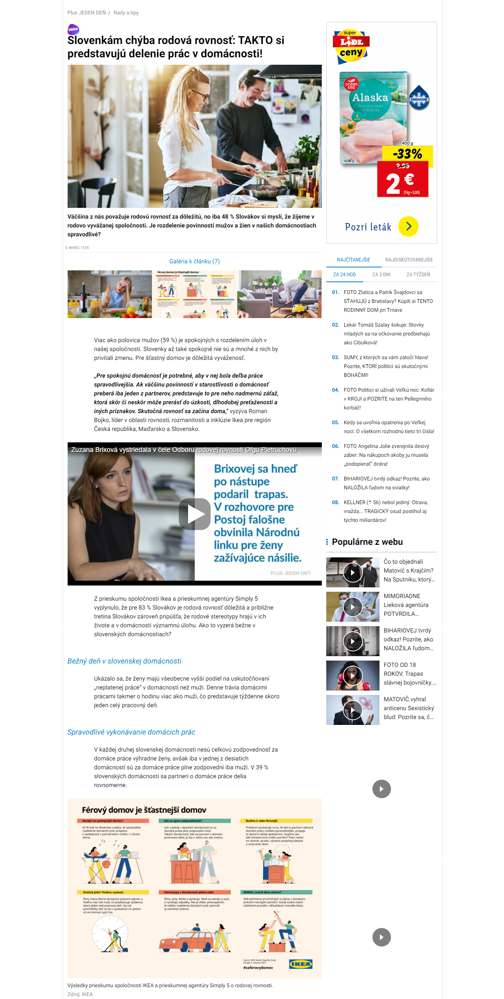 Plus JEDEN DEŇ / Rady a tipy
Video
Slovenkám chýba rodová rovnosť: TAKTO si
predstavujú delenie prác v domácnosti!
Väčšina z nás považuje rodovú rovnosť za dôležitú, no iba 48 % Slovákov si myslí, že žijeme v
rodovo vyvážanej spoločnosti. Je rozdelenie povinností mužov a žien v našich domácnostiach
spravodlivé?
5. MAREC 15:55
Galéria k článku (7)
Férový domov je šťastnejší domov
Viac ako polovica mužov (59 %) je spokojných s rozdelením úloh v
našej spoločnosti. Slovenky až také spokojné nie sú a mnohé z nich by
privítali zmenu. Pre šťastný domov je dôležitá vyváženosť.
„Pre spokojnú domácnosť je potrebné, aby v nej bola deľba práce
spravodlivejšia. Ak väčšinu povinností v starostlivosti o domácnosť
preberá iba jeden z partnerov, predstavuje to pre neho nadmernú záťaž,
ktorá skôr či neskôr môže prerásť do úzkosti, dlhodobej preťaženosti a
iných príznakov. Skutočná rovnosť sa začína doma,“ vyzýva Roman
Bojko, líder v oblasti rovnosti, rozmanitosti a inklúzie Ikea pre región
Česká republika, Maďarsko a Slovensko.
Zuzana Brixová vystriedala v čele Odboru rodovej rovnosti Oľgu Pietruchovú
Brixovej sa hneď
po nástupe
podaril trapas.
V rozhovore pre
Postoj falošne
obvinila Národnú
linku pre ženy
zažívajúce násilie.
PLUS JEDEN DEŇ
Z prieskumu spoločnosti Ikea a prieskumnej agentúry Simply 5
vyplynulo, že pre 83 % Slovákov je rodová rovnosť dôležitá a približne
tretina Slovákov zároveň pripúšťa, že rodové stereotypy hrajú v ich
živote a v domácnosti významnú úlohu. Ako to vyzerá bežne v
slovenských domácnostiach?
Bežný deň v slovenskej domácnosti
Ukázalo sa, že ženy majú všeobecne vyšší podiel na uskutočňovaní
„neplatenej práce“ v domácnosti než muži. Denne trávia domácimi
prácami takmer o hodinu viac ako muži, čo predstavuje týždenne skoro
jeden celý pracovný deň.
Spravodlivé vykonávanie domácich prác
V každej druhej slovenskej domácnosti nesú celkovú zodpovednosť za
domáce práce výhradne ženy, avšak iba v jednej z desiatich
domácností sú za domáce práce plne zodpovední iba muži. V 39 %
slovenských domácností sa partneri o domáce práce delia
rovnomerne.
Férový domov je šťastnejší domov
Recept na spokojnejší domov?
65 % ľudí na Slovensku uvádza, že spravodlivé
rozdelenie domácich prác prispieva
k spokojnosti v partnerskom vzťahu i v živote
doma.
Kto sa ujme zodpovednosti?
Len v jednej z desiatich domácností sú za
domáce práce plne zodpovední muži.
Takých domácností, kde sa partneri o domáce
povinnosti delia, je iba o niečo viac ako tretina.
Buďme k sebe férovejší
Prieskum poukazuje na to, že keď si partneri niektoré
domáce práce rozdelia spravodlivejšie, prispeje
to doma k väčšej spokojnosti. Zaujíma vás,
aké činnosti tomu môžu pomôcť? Patrí medzi
ne varenie, pranie, výmena posteľnej bielizne
a umývanie okien.
Dnešný plán? Hodinu vysávať.
Ženy trávia denne domácimi prácami takmer o
hodinu viac než muži, čo predstavuje týždenne
skoro jeden celý pracovný deň. Na iné
prechádzky než na tie s vysávačom im potom
už ani nemusí vyjsť čas.
Stereotypy v domácnosti platia stále
Ženy varia, žehlia a upratujú. Muži sa starajú o auto
a vynášajú odpadky. Nie je vôbec prekvapením,
že takéto rozdelenie domácich prác potvrdil
aj samotný výskum.
Miláčik, uvaríš dnes večeru?
Veľa partnerov je ochotných si občas s domácimi
prácami navzájom pomôcť. Avšak snaha meniť
zabehané pravidlá v dlhodobom meradle klesá.
Source: IKEA Gender Equality Study
(Simply 5, January 2021)
#zaferovydomov
IKEA
Výsledky prieskumu spoločnosti IKEA a prieskumnej agentúry Simply 5 o rodovej rovnosti.
Zdroj: IKEA
super
LIDL
ceny
ocean
sea
Alaska
POLLOCH FILET
IN BLOCKS
4
400 g
ZMRAZENÉ
400 g
-33%
2.99
2 €
(1 kg = 5,00)
Pozri leták
NAJČÍTANEJŠIE NAJDISKUTOVANEJŠIE
ZA 24 HOD ZA 3 DNI ZA TÝŽDEŇ
01. FOTO Zlatica a Patrik Švajdovci sa
SŤAHUJÚ z Bratislavy? Kúpili si TENTO
RODINNÝ DOM pri Trnave
02. Lekár Tomáš Szalay šokuje: Stovky
mladých sa na očkovanie predbiehajú
ako Cibulková!
03. SUMY, z ktorých sa vám zatočí hlava!
Pozrite, KTORÍ politici sú skutočnými
BOHÁČMI!
04. FOTO Politici si užívali Veľkú noc: Kollár
v KROJI a POZRITE na ten Pellegriniho
korbáč!
05. Kedy sa uvoľnia opatrenia po Veľkej
noci: O všetkom rozhodnú tieto tri čísla!
06. FOTO Angelina Jolie zverejnila desivý
záber: Na nákupoch akoby ju musela
„podopierať“ dcéra!
07. BIHARIOVEJ tvrdý odkaz! Pozrite, ako
NALOŽILA ľudom na sviatky!
08. KELLNER († 56) nebol jediný: Otrava,
vražda... TRAGICKÝ osud postihol aj
týchto miliardárov!
Populárne z webu
Čo to objednali
Matovič s Krajčím?
Na Sputniku, ktorý...
MIMORIADNE
Lieková agentúra
POTVRDILA...
BIHARIOVEJ tvrdý
odkaz! Pozrite, ako
NALOŽILA ľudom...
FOTO OD 18
ROKOV. Trapas
slávnej bojovníčky....
MATOVIČ vyhral
anticenu Sexistický
blud: Pozrite sa, č...